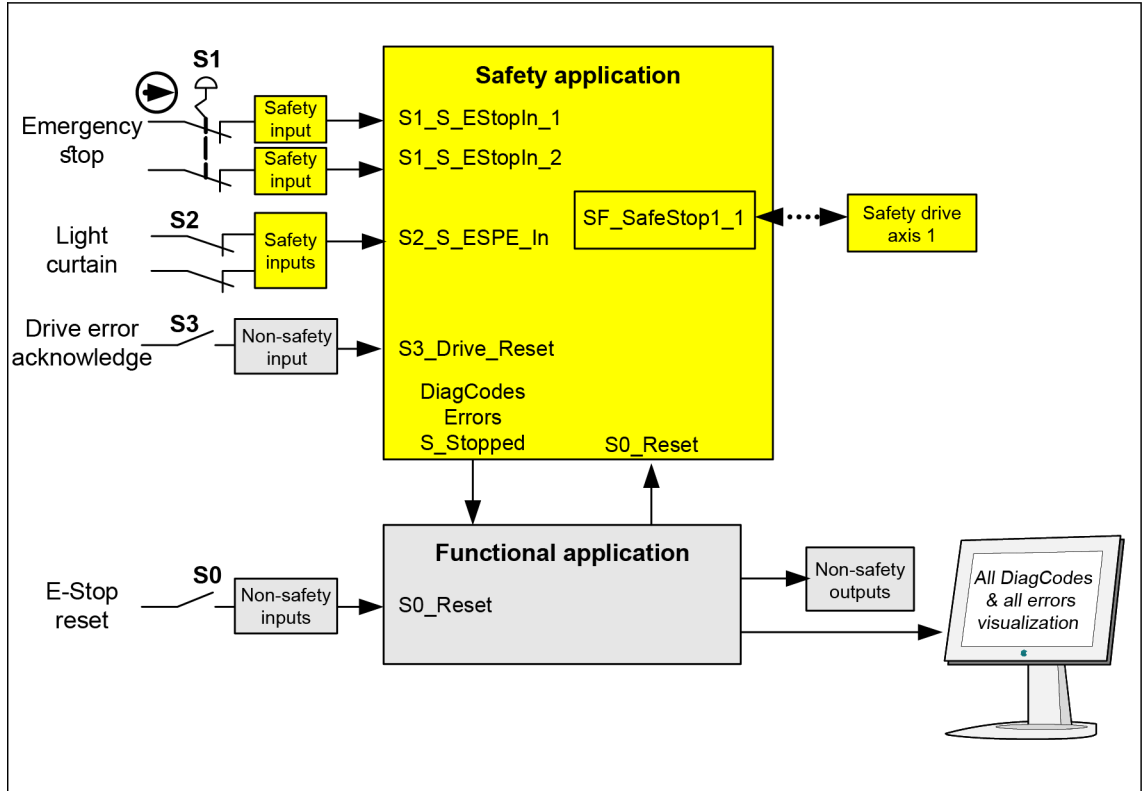 Safety application
S1
Emergency
stop
Safety
input
S1_S_EStopIn_1
Safety
input
S1_S_EStopIn_2
SF_SafeStop1_1
Safety drive
axis 1
Light
curtain
S2
Safety
inputs
S2_S_ESPE_In
Drive error
acknowledge
S3
Non-safety
input
S3_Drive_Reset
DiagCodes
Errors
S_Stopped
S0_Reset
Functional application
E-Stop
reset
S0
Non-safety
inputs
S0_Reset
Non-safety
outputs
All DiagCodes
& all errors
visualization